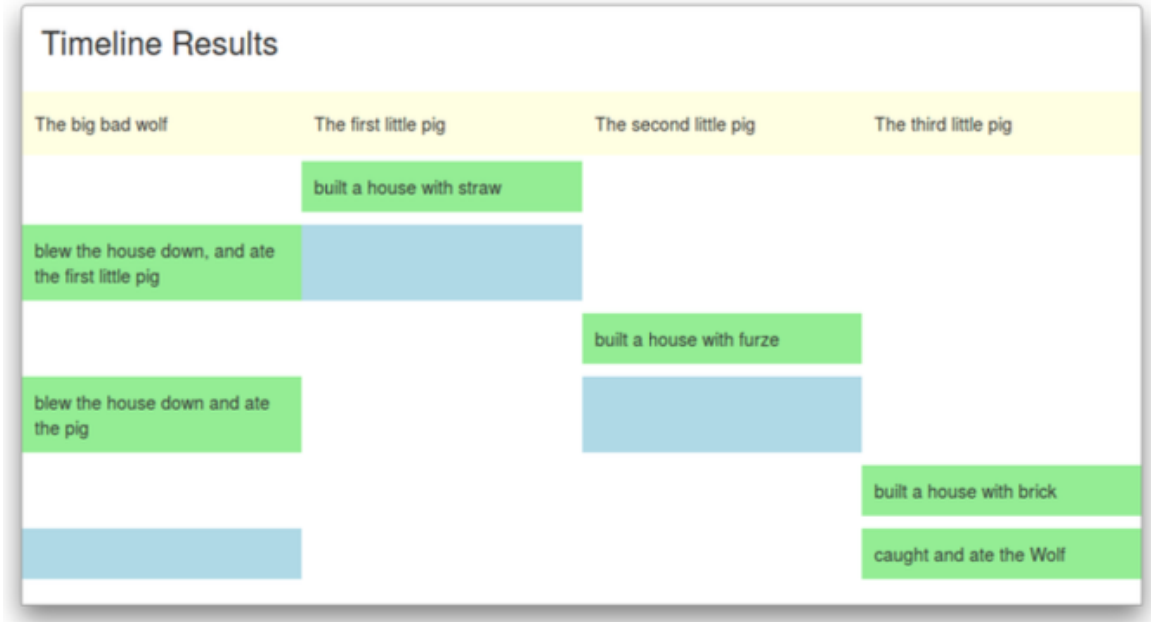 Timeline Results
The big bad wolf
The first little pig
The second little pig
The third little pig
built a house with straw
blew the house down, and ate
the first little pig
built a house with furze
blew the house down and ate
the pig
built a house with brick
caught and ate the Wolf